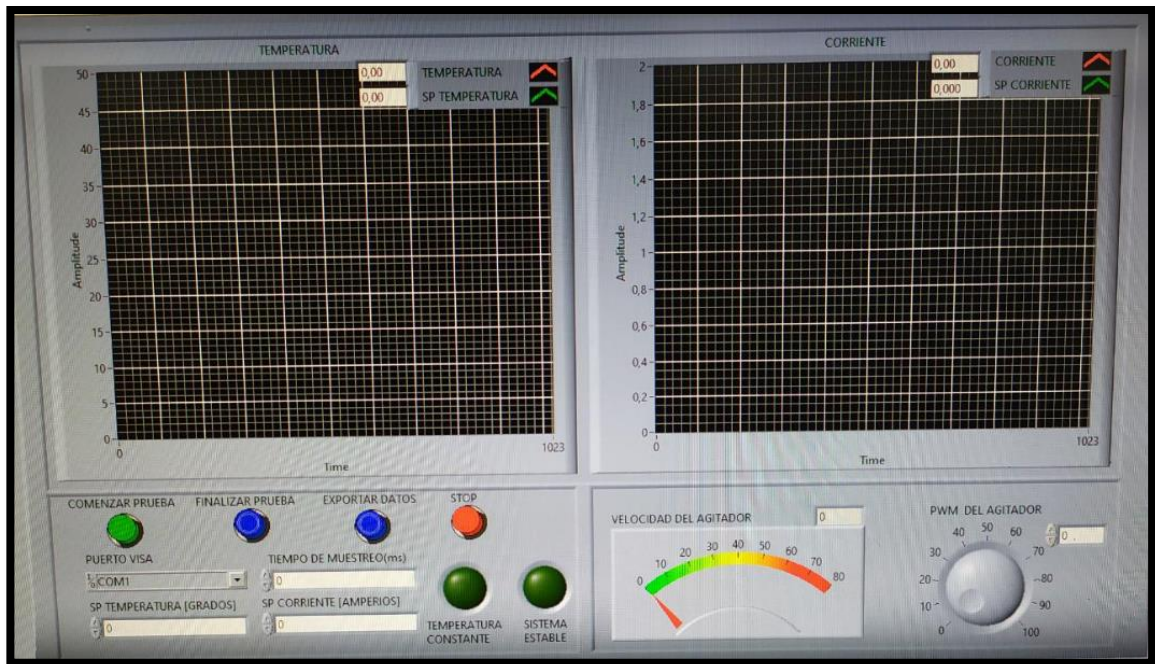 TEMPERATURA
0,00 TEMPERATURA
0,00 SP TEMPERATURA
50
45
40
35
30
25
20
15
10
5
0
Amplitude
0
1023
Time
CORRIENTE
0,00 CORRIENTE
0,000 SP CORRIENTE
2
1,8
1,6
1,4
1,2
1
0,8
0,6
0,4
0,2
0
Amplitude
0
1023
Time
COMENZAR PRUEBA FINALIZAR PRUEBA EXPORTAR DATOS STOP
PUERTO VISA TIEMPO DE MUESTREO(ms)
COM1 0
SP TEMPERATURA [GRADOS] SP CORRIENTE [AMPERIOS]
0 0
TEMPERATURA CONSTANTE
SISTEMA ESTABLE
VELOCIDAD DEL AGITADOR 0
0 10 20 30 40 50 60 70 80
PWM DEL AGITADOR
0
0 10 20 30 40 50 60 70 80 90 100